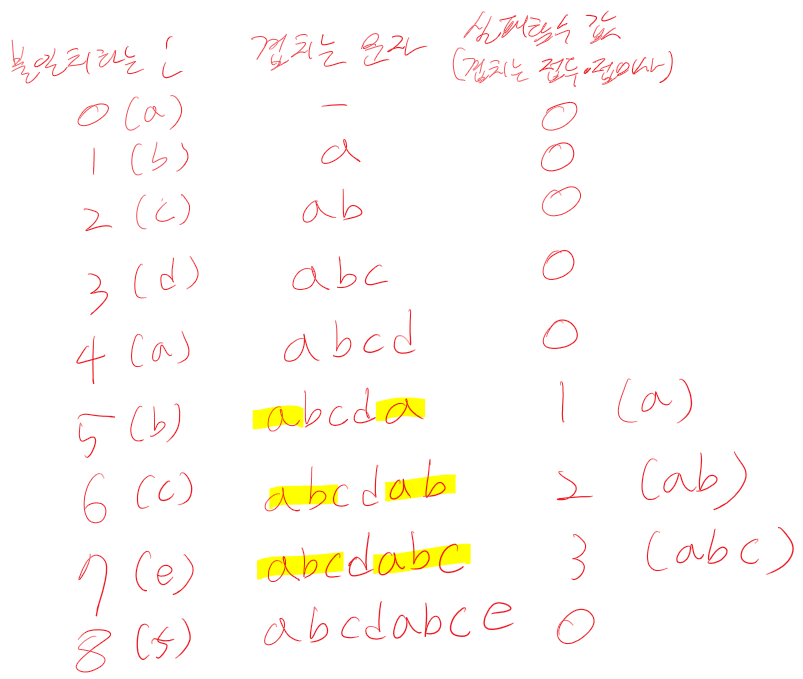 불일치하는 i 겹치는 문자 실패함수 값
(겹치는 접두·접미사)
0 (a) - 0
1 (b) a 0
2 (c) ab 0
3 (d) abc 0
4 (a) abcd 0
5 (b) abcda 1 (a)
6 (c) abcdab 2 (ab)
7 (e) abcdabc 3 (abc)
8 abcdabce 0